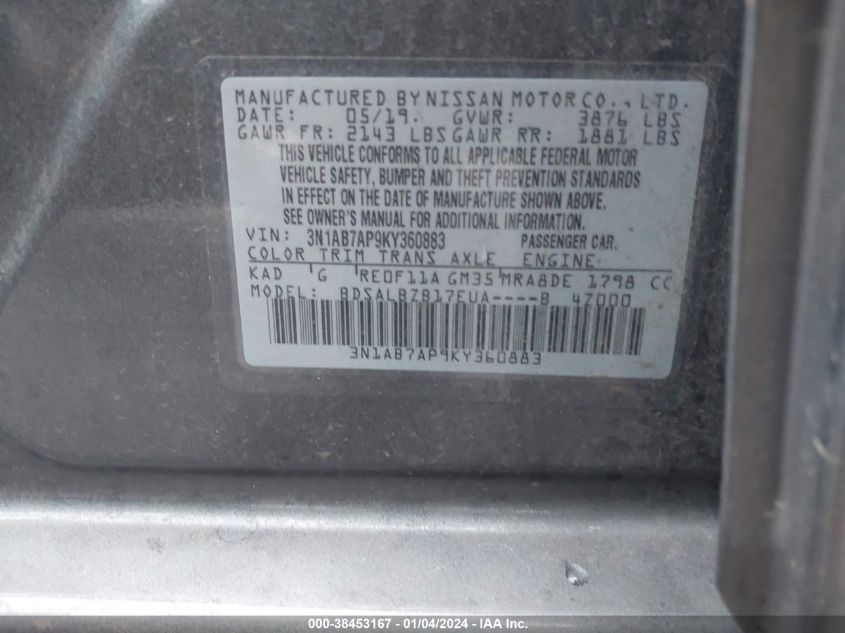 MANUFACTURED BY NISSAN MOTOR CO., LTD.
DATE: 05/19. GVWR: 3876 LBS
GAWR FR: 2143 LBS GAWR RR: 1881 LBS
THIS VEHICLE CONFORMS TO ALL APPLICABLE FEDERAL MOTOR
VEHICLE SAFETY, BUMPER AND THEFT PREVENTION STANDARDS
IN EFFECT ON THE DATE OF MANUFACTURE SHOWN ABOVE.
SEE OWNER'S MANUAL FOR ADDITIONAL INFORMATION.
VIN: 3N1AB7AP9KY360883 PASSENGER CAR.
COLOR TRIM TRANS AXLE ENGINE
KAD G RE0F11A GM35 MRA8DE 1798 CC
MODEL: BDSALBZB17EUA----B 47000
3N1AB7AP9KY360883
000-38453167 - 01/04/2024 - IAA Inc.